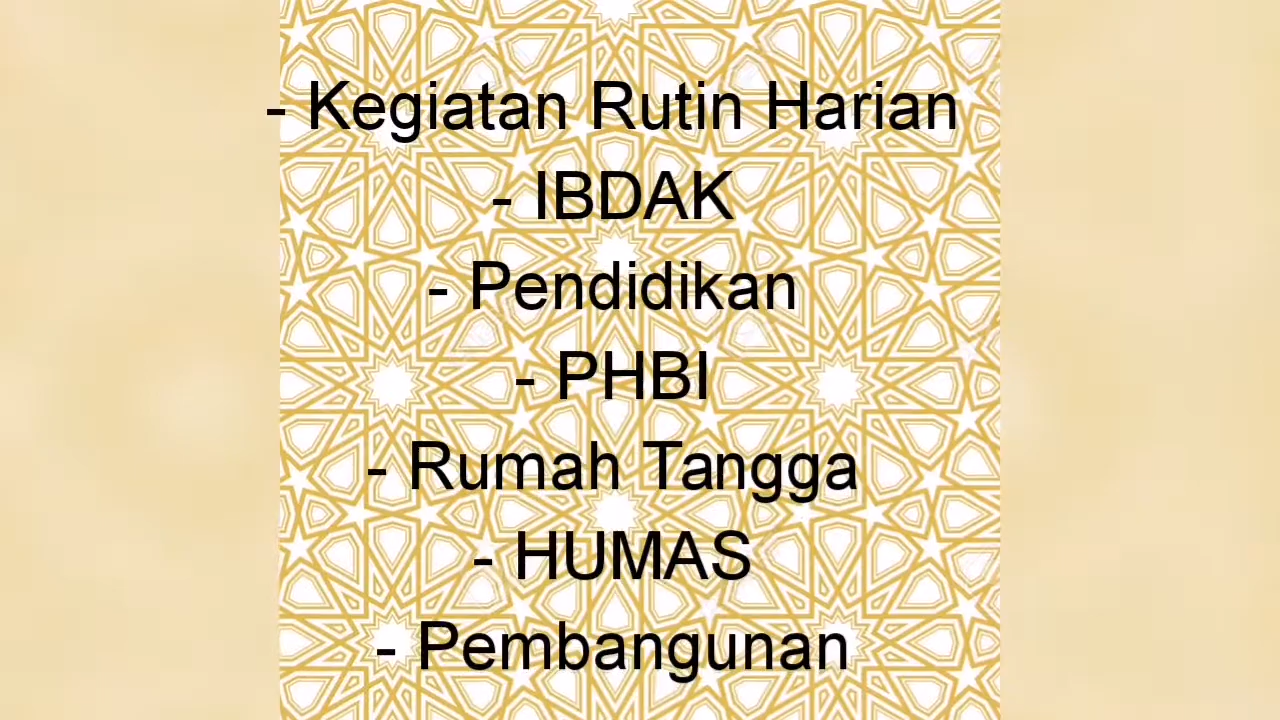 - Kegiatan Rutin Harian
- IBDAK
- Pendidikan
- PHBI
- Rumah Tangga
- HUMAS
- Pembangunan